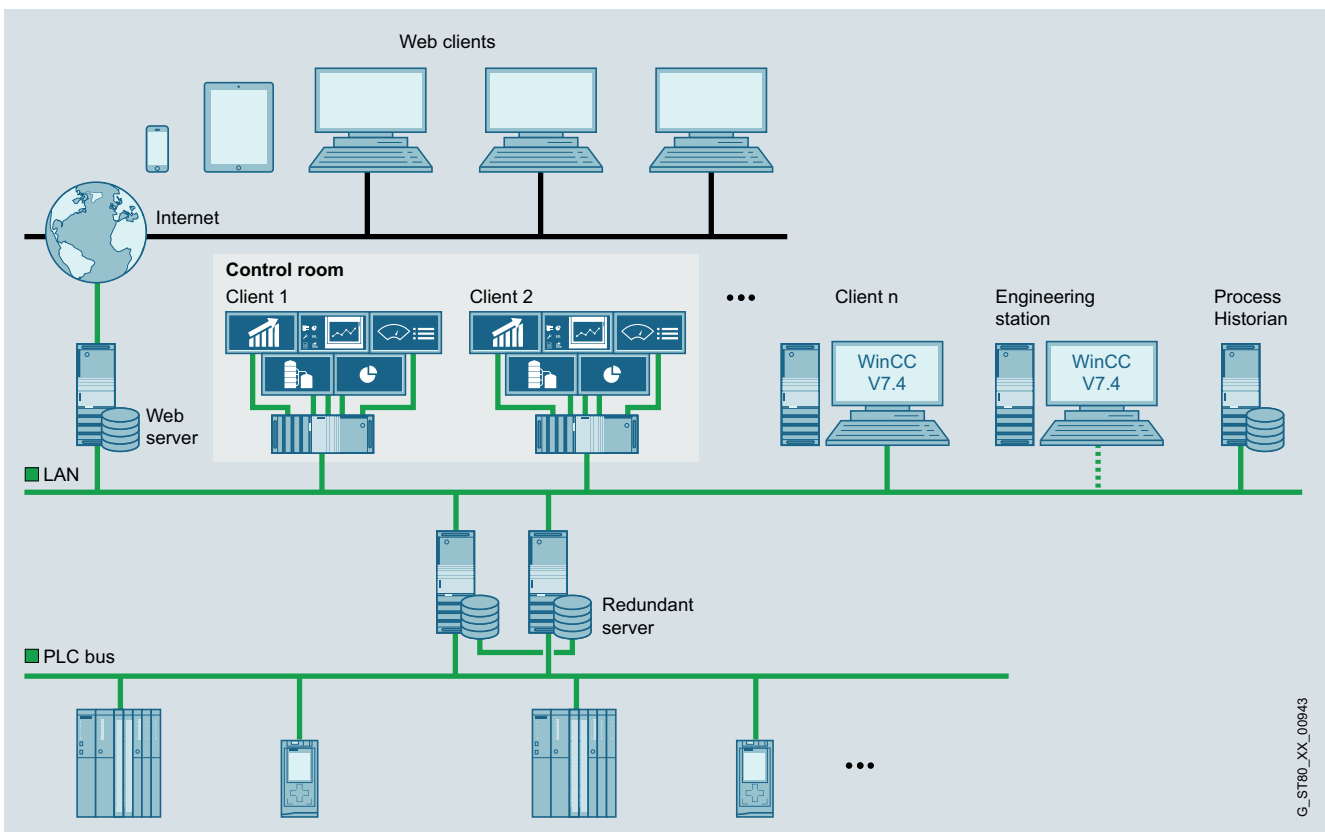 Web clients
Internet
Control room
Client 1
Client 2
•••
Client n
Engineering
station
Process
Historian
WinCC
V7.4
WinCC
V7.4
Web
server
LAN
Redundant
server
PLC bus
•••
G_ST80_XX_00943